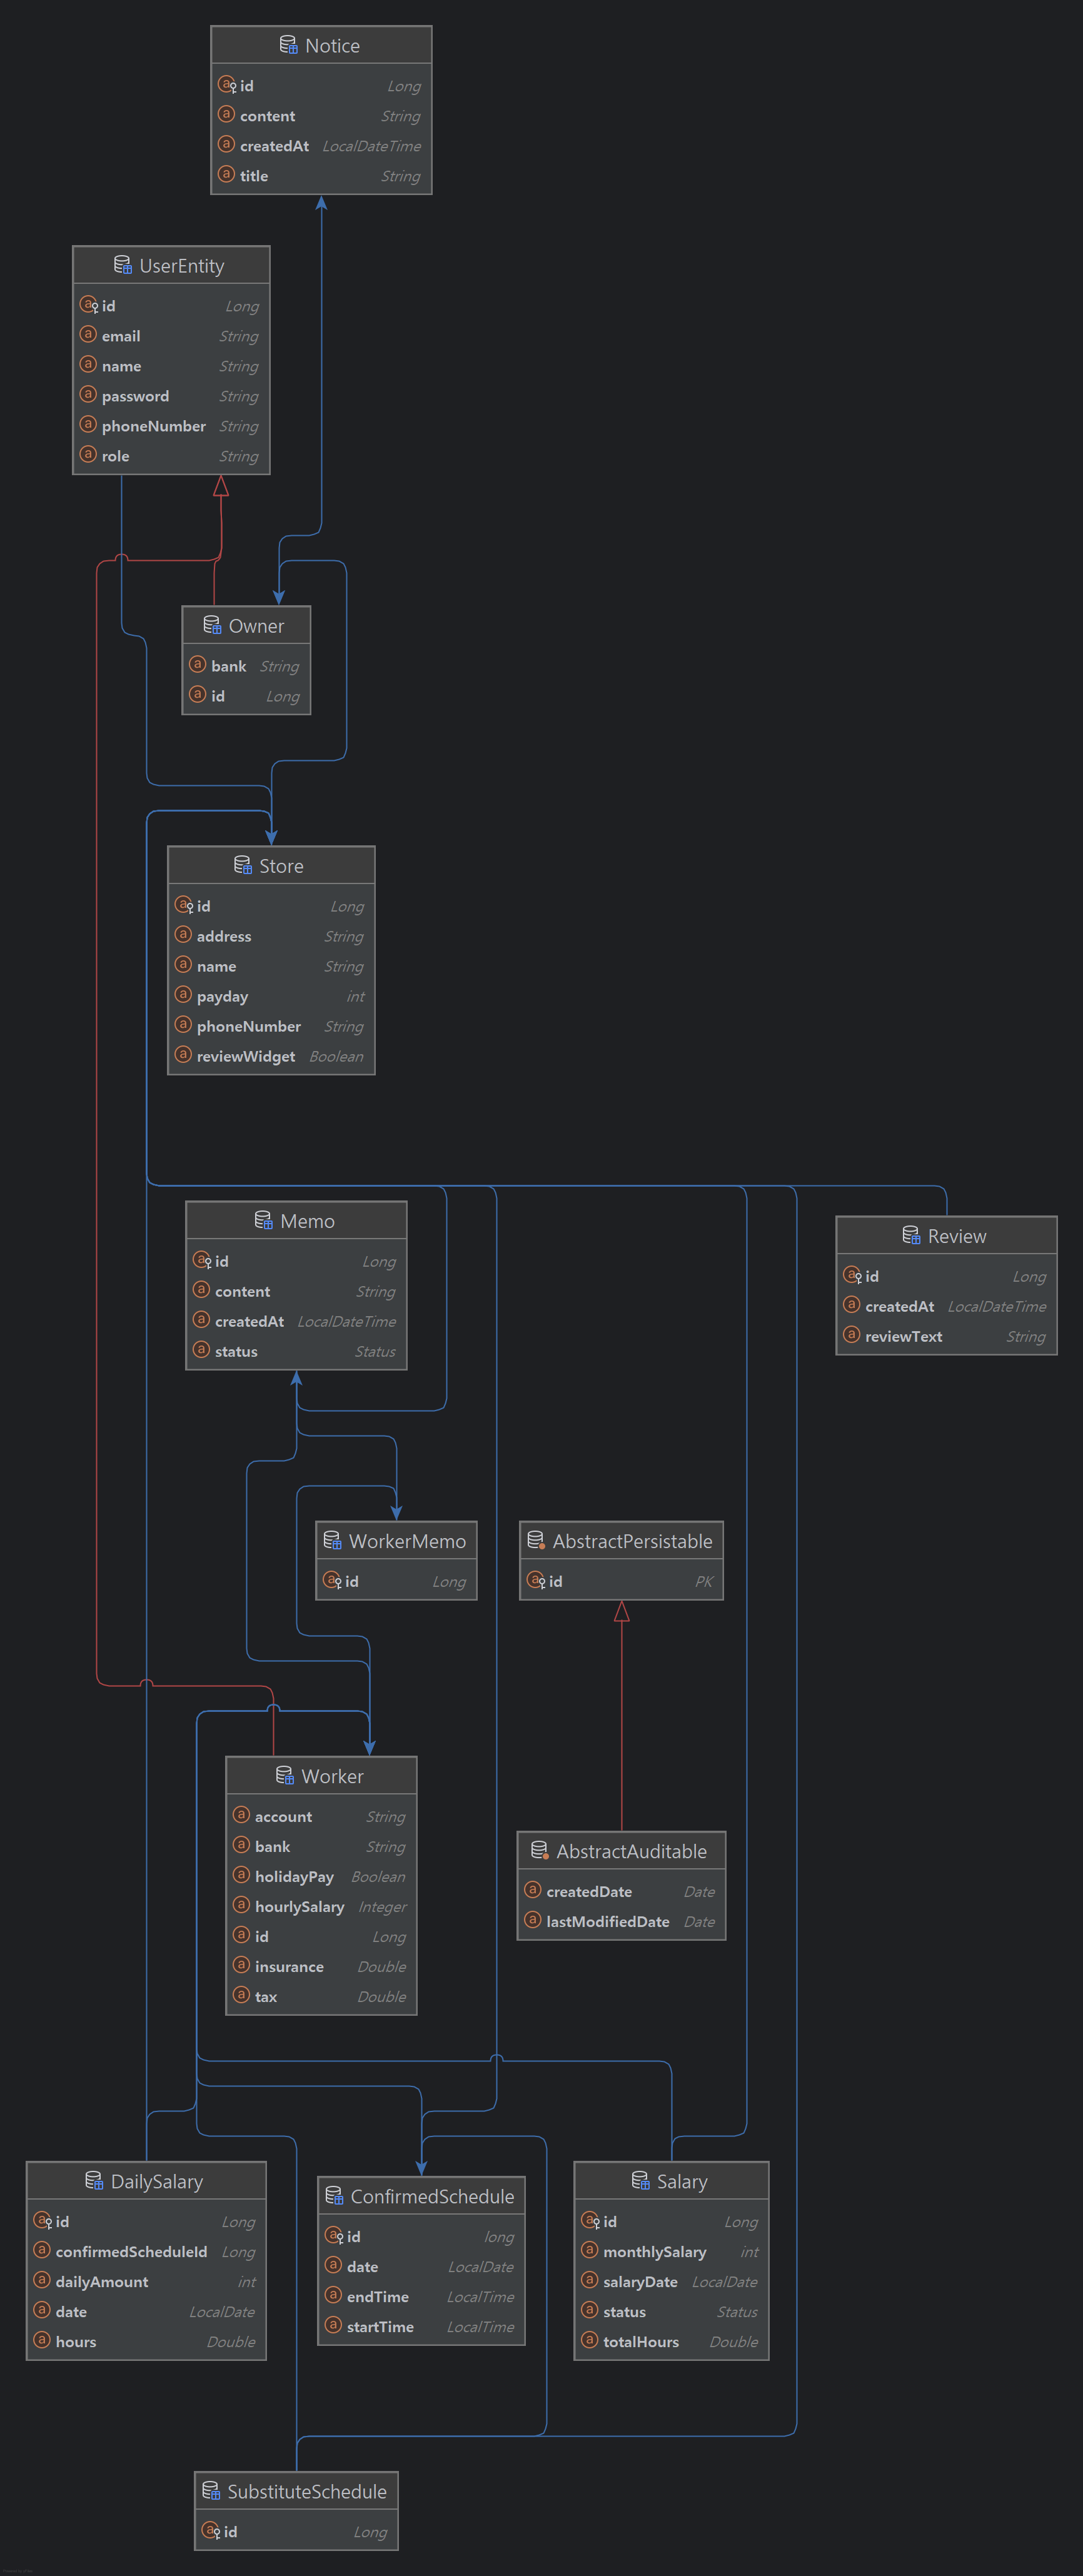 Notice
id Long
content String
createdAt LocalDateTime
title String
UserEntity
id Long
email String
name String
password String
phoneNumber String
role String
Owner
bank String
id Long
Store
id Long
address String
name String
payday int
phoneNumber String
reviewWidget Boolean
Memo
id Long
content String
createdAt LocalDateTime
status Status
Review
id Long
createdAt LocalDateTime
reviewText String
WorkerMemo
id Long
AbstractPersistable
id PK
Worker
account String
bank String
holidayPay Boolean
hourlySalary Integer
id Long
insurance Double
tax Double
AbstractAuditable
createdDate Date
lastModifiedDate Date
DailySalary
id Long
confirmedScheduleId Long
dailyAmount int
date LocalDate
hours Double
ConfirmedSchedule
id long
date LocalDate
endTime LocalTime
startTime LocalTime
Salary
id Long
monthlySalary int
salaryDate LocalDate
status Status
totalHours Double
SubstituteSchedule
id Long